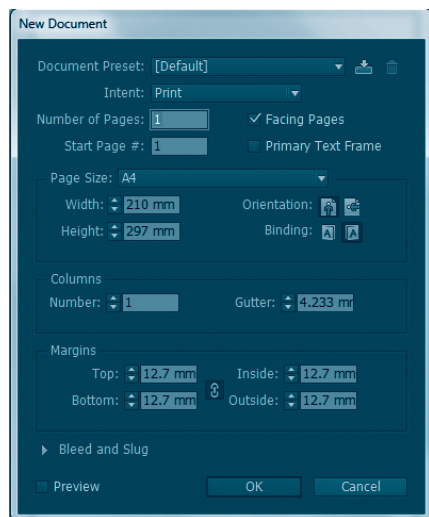 New Document
Document Preset: [Default]
Intent: Print
Number of Pages: 1 Facing Pages
Start Page #: 1 Primary Text Frame
Page Size: A4
Width: 210 mm Orientation:
Height: 297 mm Binding: A A
Columns
Number: 1 Gutter: 4.233 mr
Margins
Top: 12.7 mm Inside: 12.7 mm
Bottom: 12.7 mm Outside: 12.7 mm
Bleed and Slug
Preview OK Cancel